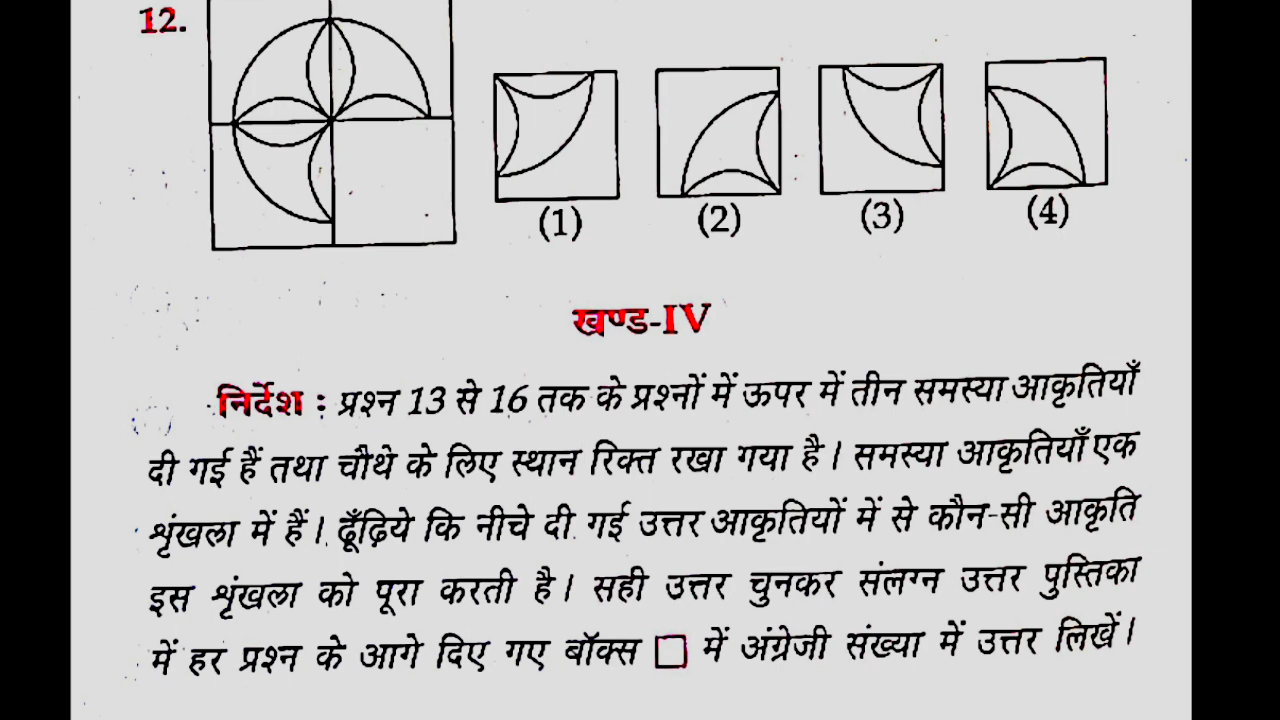 12.
(1) (2) (3) (4)
खण्ड-IV
निर्देश : प्रश्न 13 से 16 तक के प्रश्नों में ऊपर में तीन समस्या आकृतियाँ
दी गई हैं तथा चौथे के लिए स्थान रिक्त रखा गया है। समस्या आकृतियाँ एक
शृंखला में हैं। ढूँढ़िये कि नीचे दी गई उत्तर आकृतियों में से कौन-सी आकृति
इस शृंखला को पूरा करती है। सही उत्तर चुनकर संलग्न उत्तर पुस्तिका
में हर प्रश्न के आगे दिए गए बॉक्स में अंग्रेजी संख्या में उत्तर लिखें।